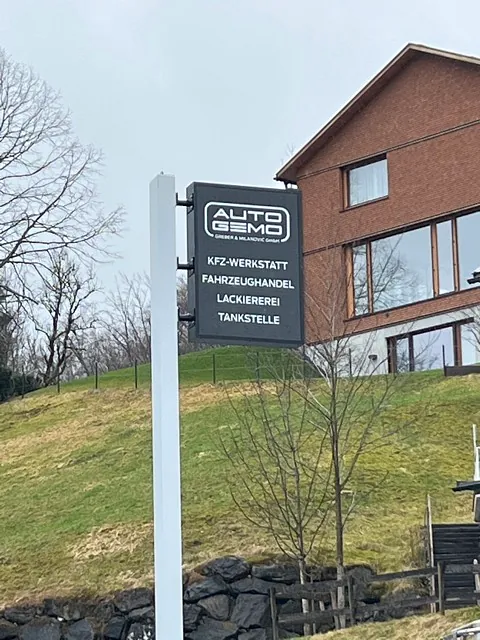 AUTO
GEMO
GREBER & MILANOVIĆ GMBH
KFZ-WERKSTATT
FAHRZEUGHANDEL
LACKIEREREI
TANKSTELLE